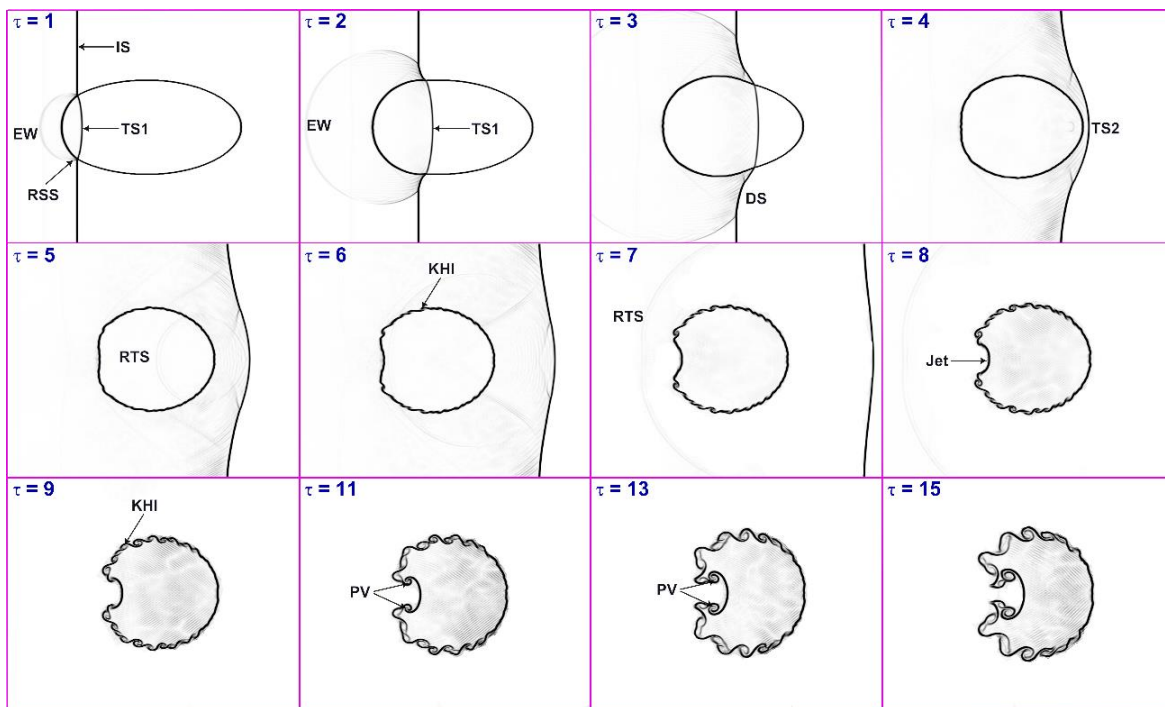 τ = 1
IS
EW
TS1
RSS
τ = 2
EW
TS1
τ = 3
DS
τ = 4
TS2
τ = 5
RTS
τ = 6
KHI
τ = 7
RTS
τ = 8
Jet
τ = 9
KHI
τ = 11
PV
τ = 13
PV
τ = 15